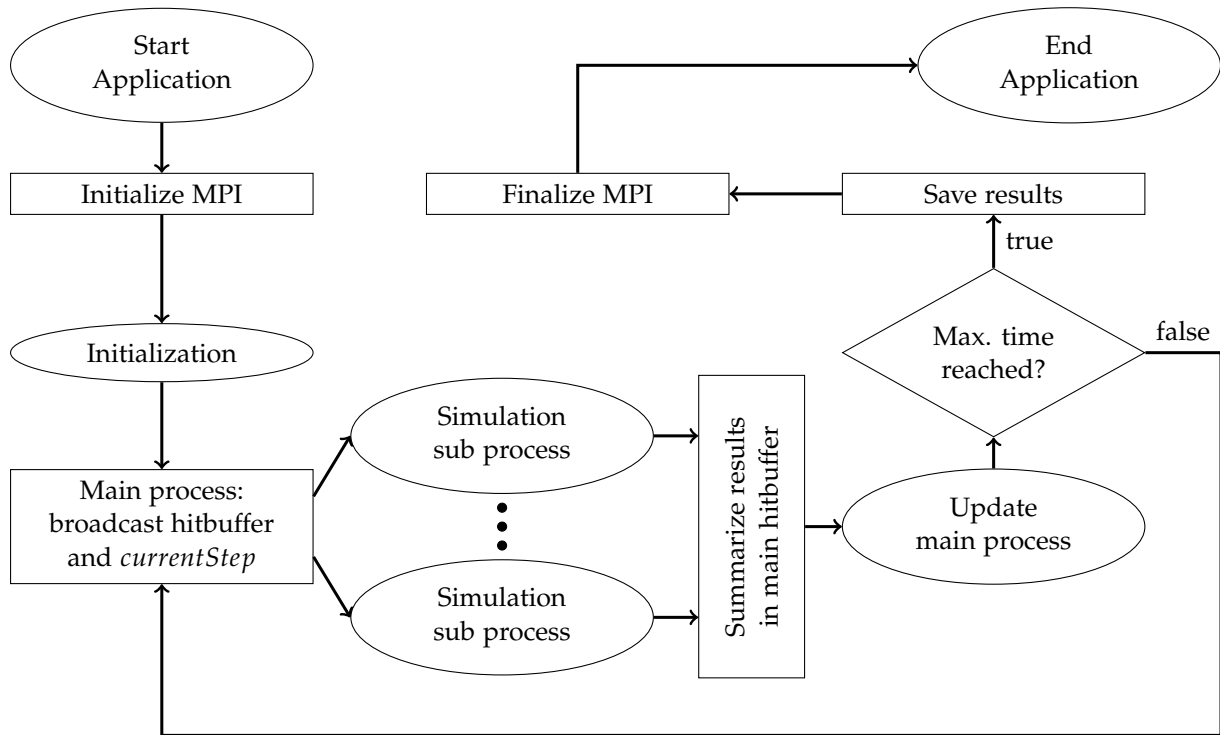 Start
Application
End
Application
Initialize MPI
Finalize MPI
Save results
true
Initialization
Max. time
reached?
false
Simulation
sub process
Main process:
broadcast hitbuffer
and currentStep
Simulation
sub process
Summarize results
in main hitbuffer
Update
main process